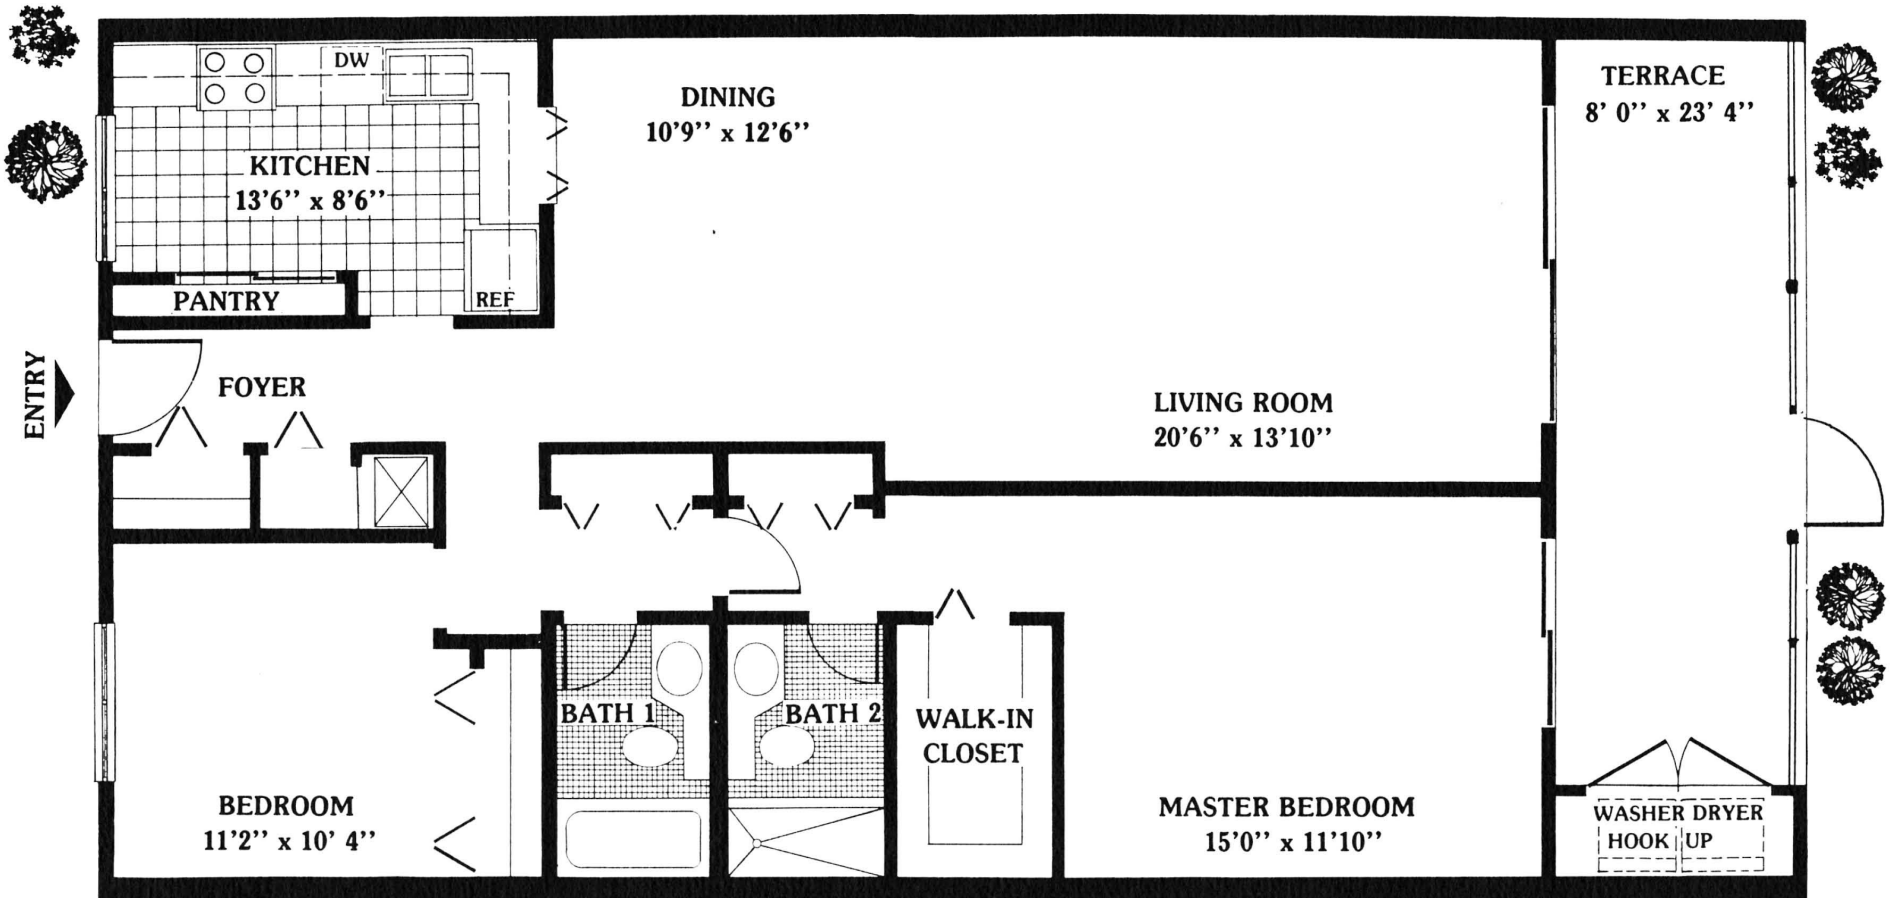 DW
KITCHEN
13'6'' x 8'6''
PANTRY
REF
DINING
10'9'' x 12'6''
TERRACE
8' 0'' x 23' 4''
ENTRY
FOYER
LIVING ROOM
20'6'' x 13'10''
BATH 1
BATH 2
WALK-IN
CLOSET
BEDROOM
11'2'' x 10' 4''
MASTER BEDROOM
15'0'' x 11'10''
WASHER DRYER
HOOK UP